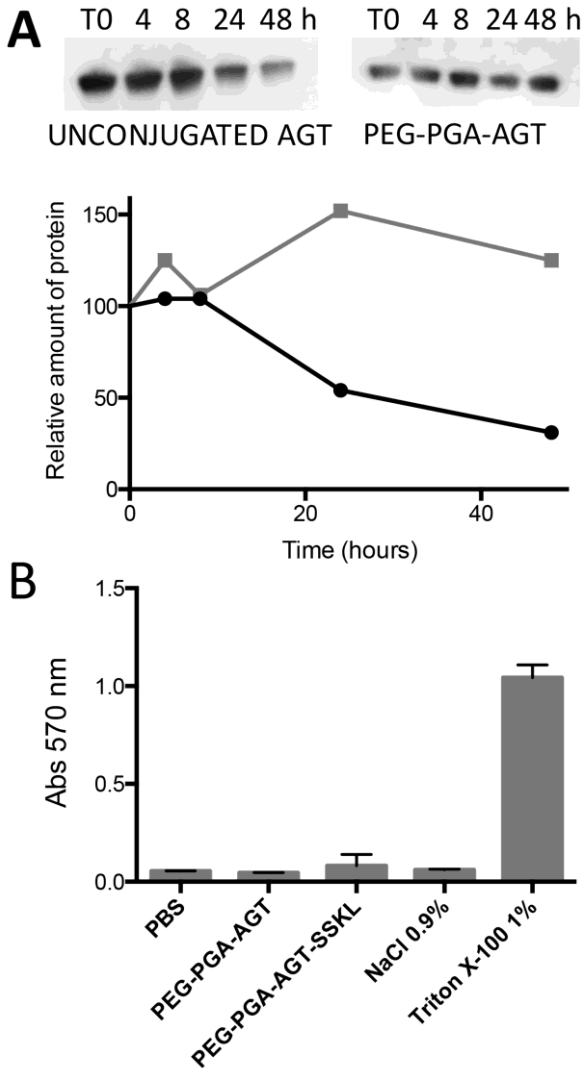 A
T0 4 8 24 48 h
T0 4 8 24 48 h
UNCONJUGATED AGT
PEG-PGA-AGT
Relative amount of protein
150
100
50
0
0 20 40
Time (hours)
B
Abs 570 nm
1.5
1.0
0.5
0.0
PBS
PEG-PGA-AGT
PEG-PGA-AGT-SSKL
NaCl 0.9%
Triton X-100 1%